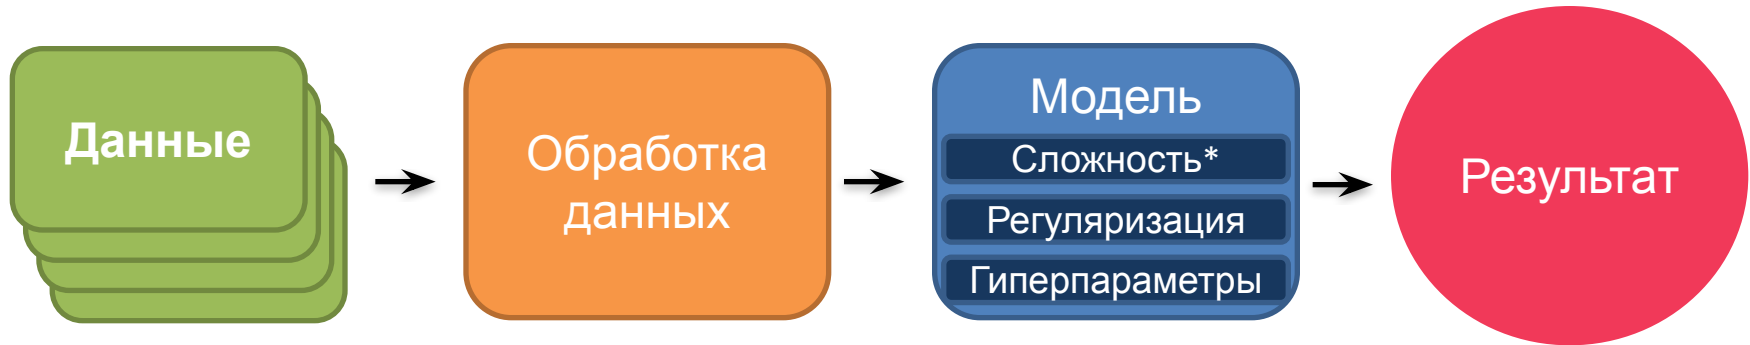 Данные
Обработка
данных
Модель
Сложность*
Регуляризация
Гиперпараметры
Результат